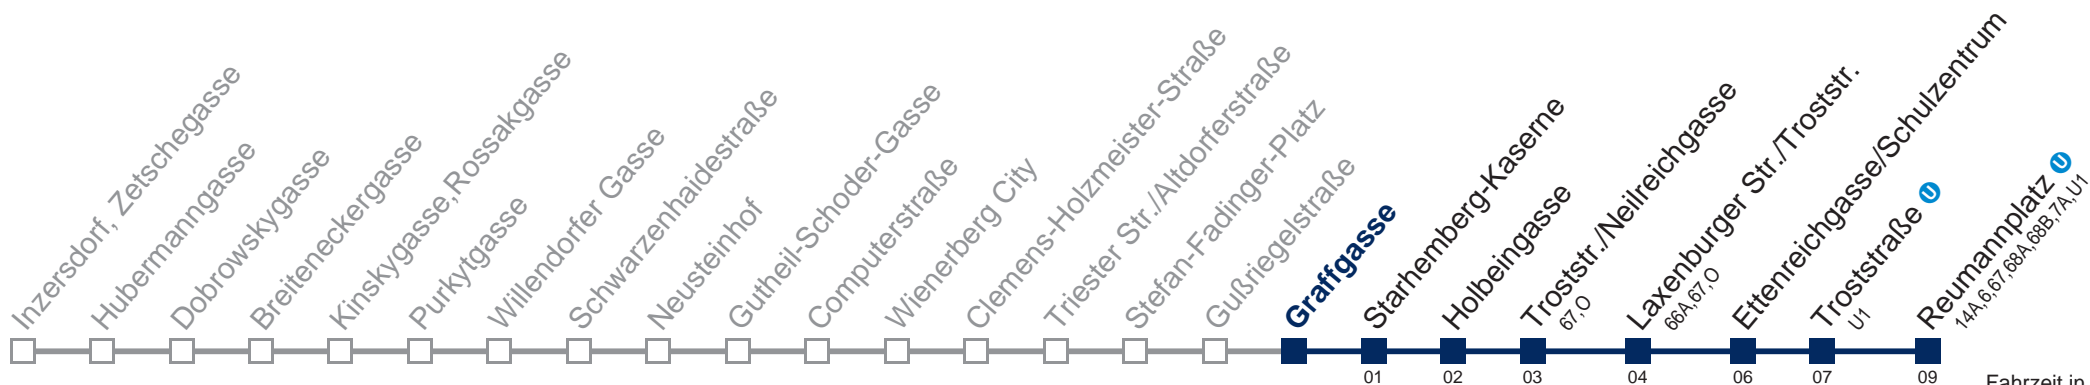 Inzersdorf, Zetschegasse
Hubermanngasse
Dobrowskygasse
Breiteneckergasse
Kinskygasse,Rossakgasse
Purkytgasse
Willendorfer Gasse
Schwarzenhaidestraße
Neusteinhof
Gutheil-Schoder-Gasse
Computerstraße
Wienerberg City
Clemens-Holzmeister-Straße
Triester Str./Altdorferstraße
Stefan-Fadinger-Platz
Gußriegelstraße
Graffgasse
Starhemberg-Kaserne
01
Holbeingasse
02
Troststr./Neilreichgasse
67,O
03
Laxenburger Str./Troststr.
66A,67,O
04
Ettenreichgasse/Schulzentrum
06
Troststraße U
U1
07
Reumannplatz U
14A,6,67,68A,68B,7A,U1
09
Fahrzeit in